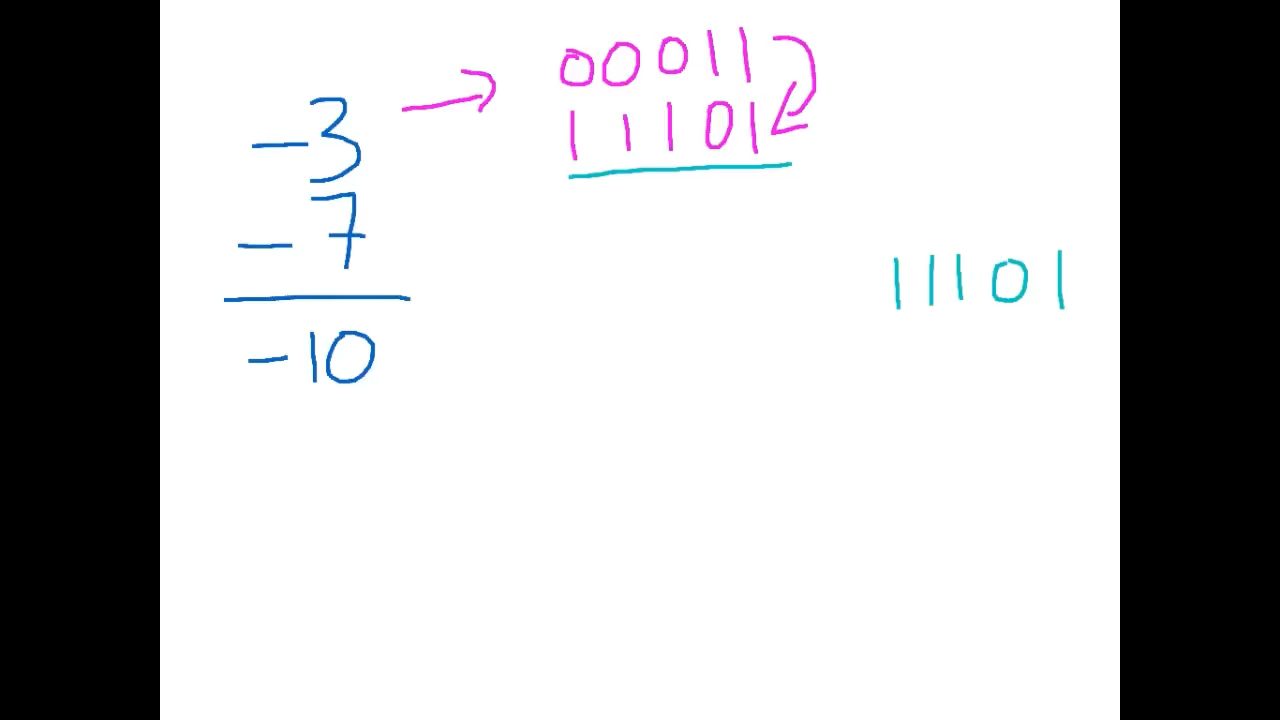 00011
-3 → 11101
- 7
11101
-10